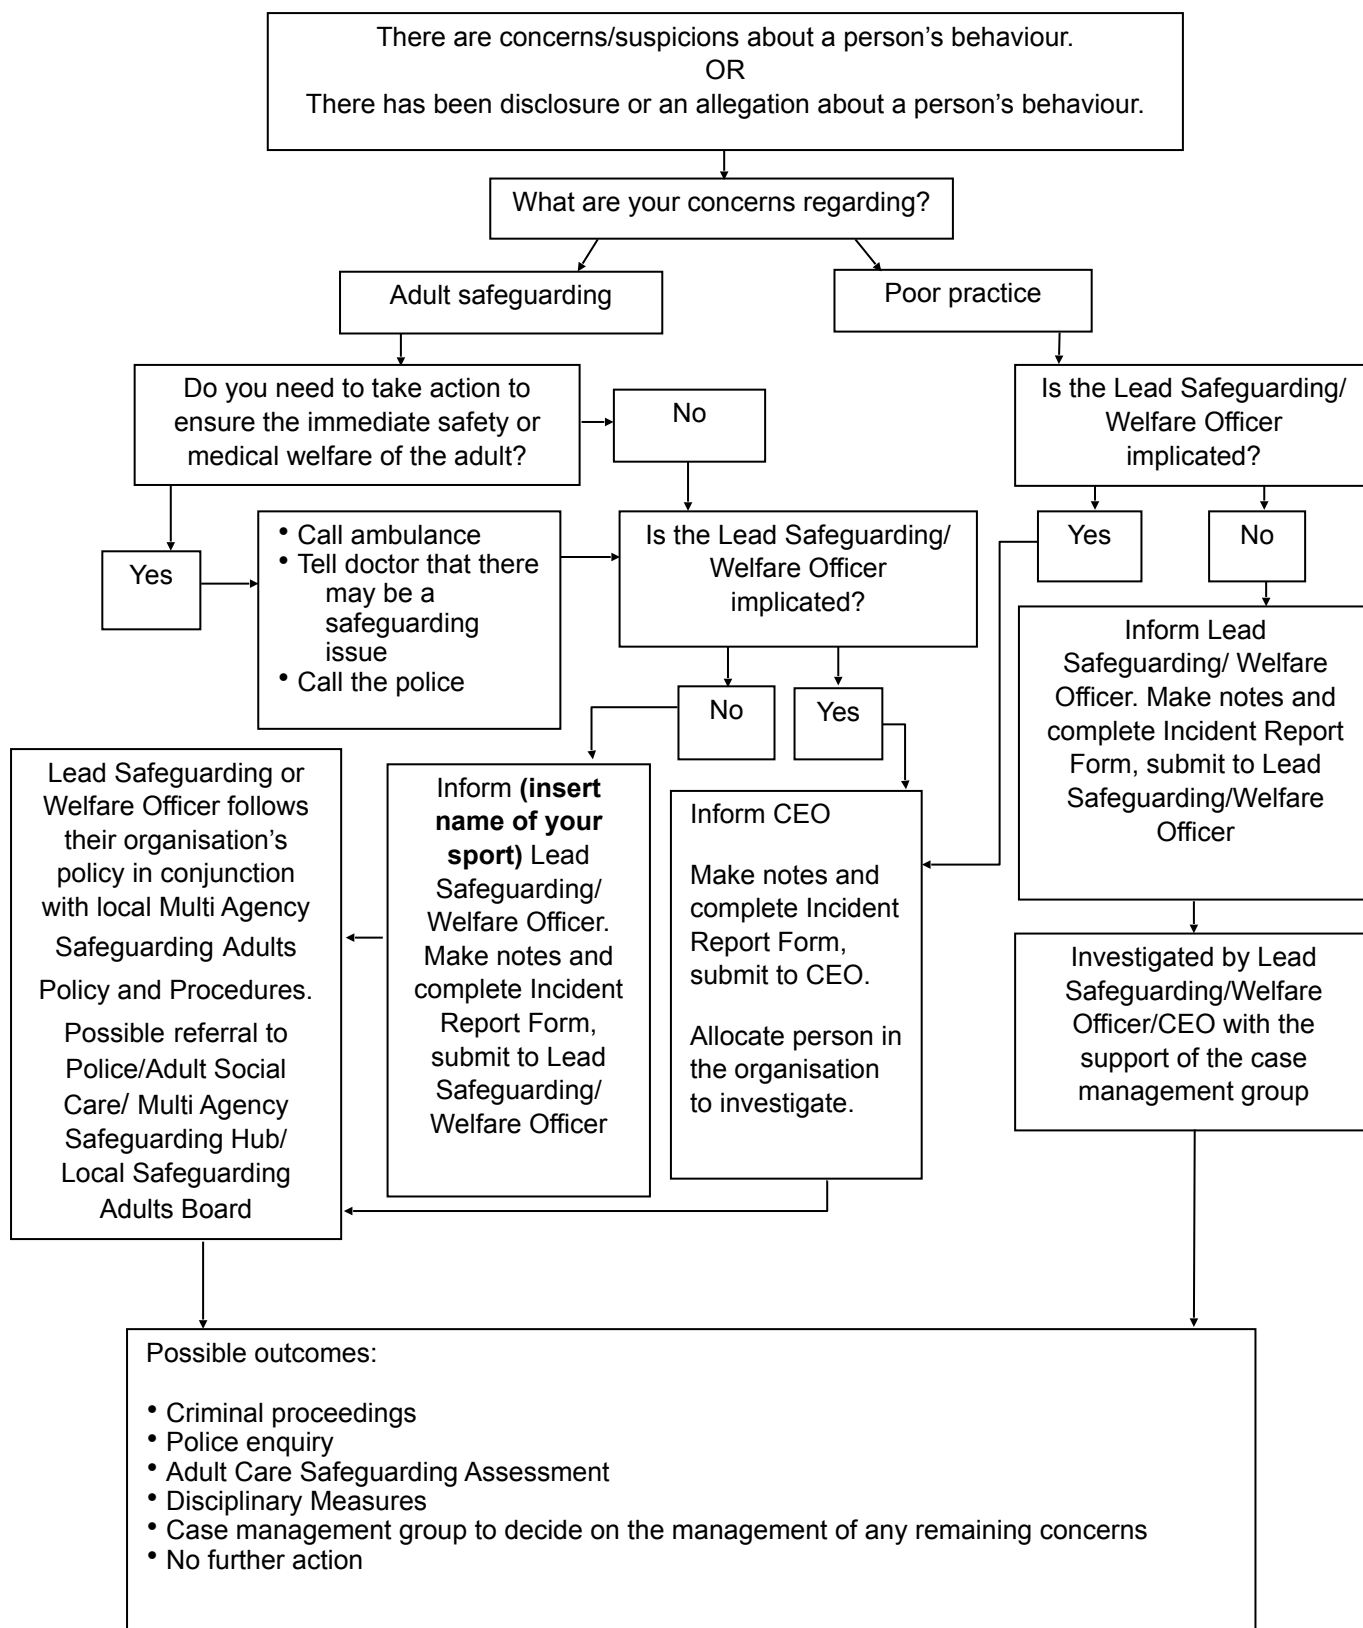 There are concerns/suspicions about a person’s behaviour.
OR
There has been disclosure or an allegation about a person’s behaviour.
What are your concerns regarding?
Adult safeguarding
Poor practice
Do you need to take action to
ensure the immediate safety or
medical welfare of the adult?
No
Is the Lead Safeguarding/
Welfare Officer
implicated?
Yes
• Call ambulance
• Tell doctor that there
may be a
safeguarding
issue
• Call the police
Is the Lead Safeguarding/
Welfare Officer
implicated?
Yes
No
No
Yes
Inform Lead
Safeguarding/ Welfare
Officer. Make notes and
complete Incident Report
Form, submit to Lead
Safeguarding/Welfare
Officer
Lead Safeguarding or
Welfare Officer follows
their organisation’s
policy in conjunction
with local Multi Agency
Safeguarding Adults
Policy and Procedures.
Possible referral to
Police/Adult Social
Care/ Multi Agency
Safeguarding Hub/
Local Safeguarding
Adults Board
Inform (insert
name of your
sport) Lead
Safeguarding/
Welfare Officer.
Make notes and
complete Incident
Report Form,
submit to Lead
Safeguarding/
Welfare Officer
Inform CEO
Make notes and
complete Incident
Report Form,
submit to CEO.
Allocate person in
the organisation
to investigate.
Investigated by Lead
Safeguarding/Welfare
Officer/CEO with the
support of the case
management group
Possible outcomes:
• Criminal proceedings
• Police enquiry
• Adult Care Safeguarding Assessment
• Disciplinary Measures
• Case management group to decide on the management of any remaining concerns
• No further action